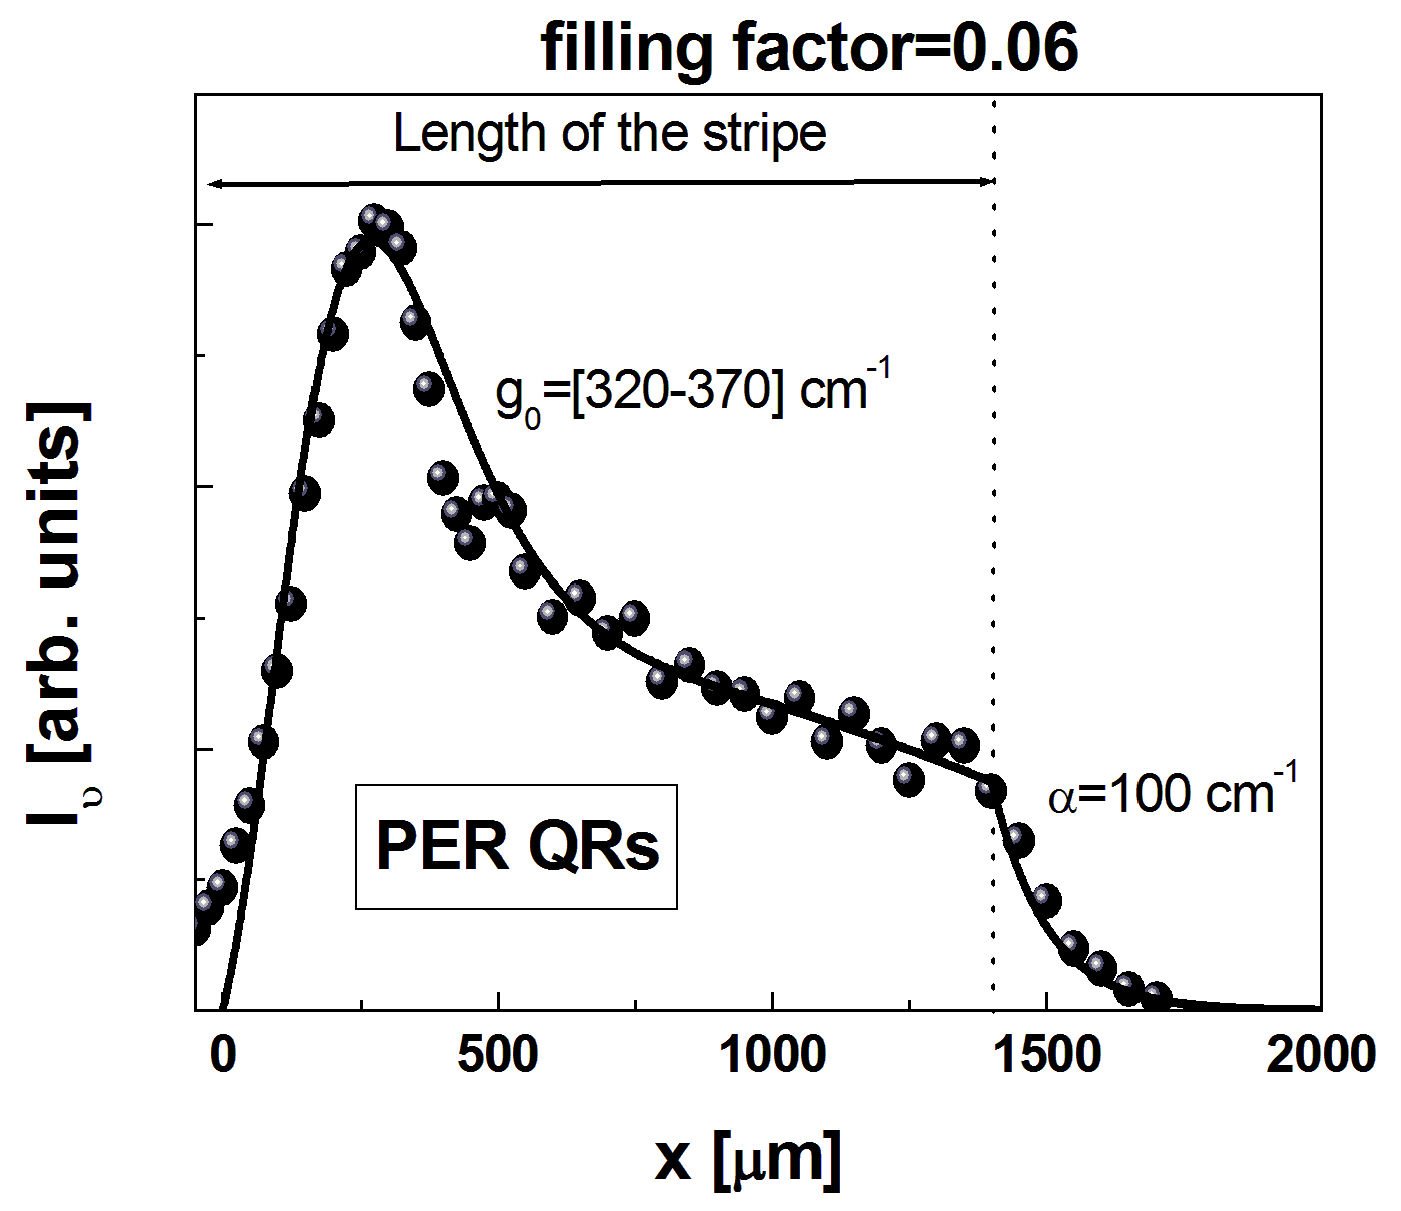 filling factor=0.06
Length of the stripe
g₀=[320-370] cm⁻¹
I_υ [arb. units]
PER QRs
α=100 cm⁻¹
0 500 1000 1500 2000
x [μm]